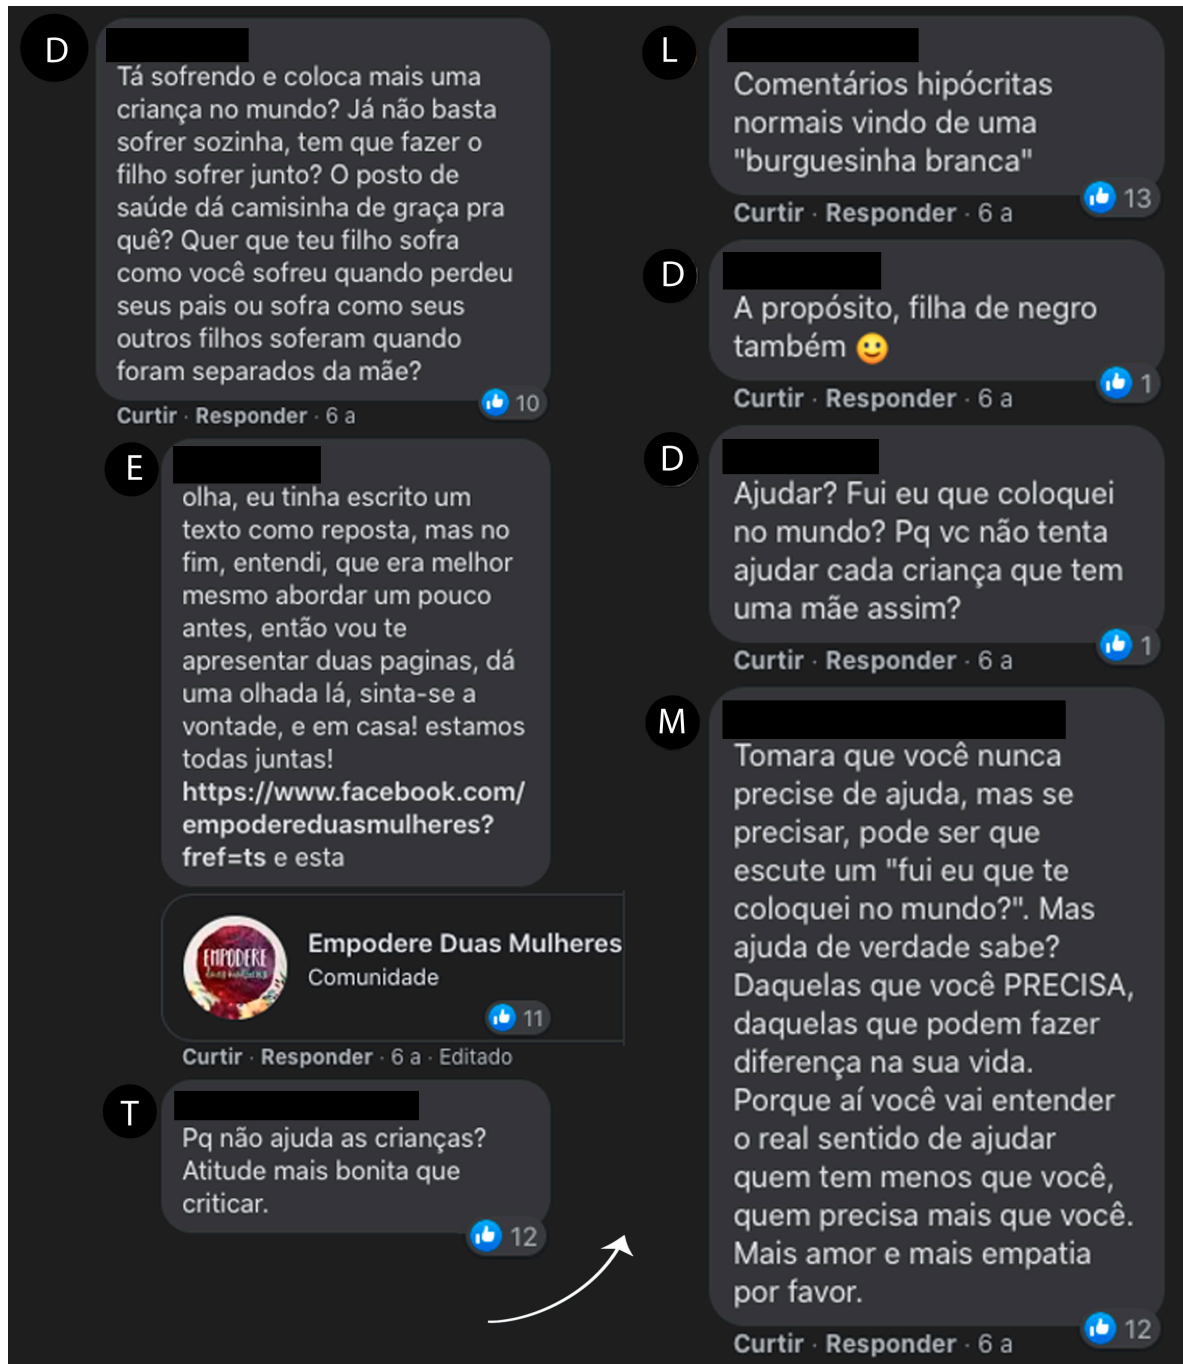 D
Tá sofrendo e coloca mais uma
criança no mundo? Já não basta
sofrer sozinha, tem que fazer o
filho sofrer junto? O posto de
saúde dá camisinha de graça pra
quê? Quer que teu filho sofra
como você sofreu quando perdeu
seus pais ou sofra como seus
outros filhos soferam quando
foram separados da mãe?
10
Curtir · Responder · 6 a
E
olha, eu tinha escrito um
texto como reposta, mas no
fim, entendi, que era melhor
mesmo abordar um pouco
antes, então vou te
apresentar duas paginas, dá
uma olhada lá, sinta-se a
vontade, e em casa! estamos
todas juntas!
https://www.facebook.com/
empodereduasmulheres?
fref=ts e esta
EMPODERE
duas mulheres
Empodere Duas Mulheres
Comunidade
11
Curtir · Responder · 6 a · Editado
T
Pq não ajuda as crianças?
Atitude mais bonita que
criticar.
12
L
Comentários hipócritas
normais vindo de uma
"burguesinha branca"
13
Curtir · Responder · 6 a
D
A propósito, filha de negro
também 🙂
1
Curtir · Responder · 6 a
D
Ajudar? Fui eu que coloquei
no mundo? Pq vc não tenta
ajudar cada criança que tem
uma mãe assim?
1
Curtir · Responder · 6 a
M
Tomara que você nunca
precise de ajuda, mas se
precisar, pode ser que
escute um "fui eu que te
coloquei no mundo?". Mas
ajuda de verdade sabe?
Daquelas que você PRECISA,
daquelas que podem fazer
diferença na sua vida.
Porque aí você vai entender
o real sentido de ajudar
quem tem menos que você,
quem precisa mais que você.
Mais amor e mais empatia
por favor.
12
Curtir · Responder · 6 a